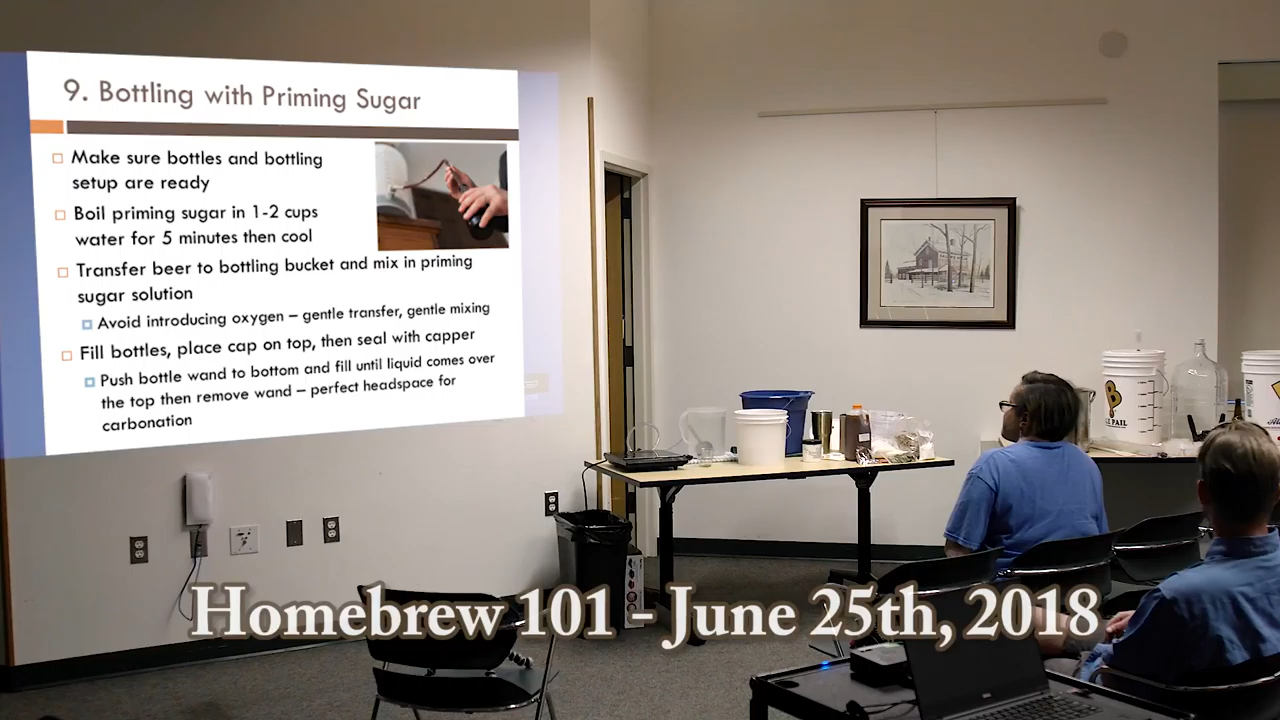 9. Bottling with Priming Sugar
Make sure bottles and bottling
setup are ready
Boil priming sugar in 1-2 cups
water for 5 minutes then cool
Transfer beer to bottling bucket and mix in priming
sugar solution
Avoid introducing oxygen – gentle transfer, gentle mixing
Fill bottles, place cap on top, then seal with capper
Push bottle wand to bottom and fill until liquid comes over
the top then remove wand – perfect headspace for
carbonation
B
PAIL
Homebrew 101 - June 25th, 2018